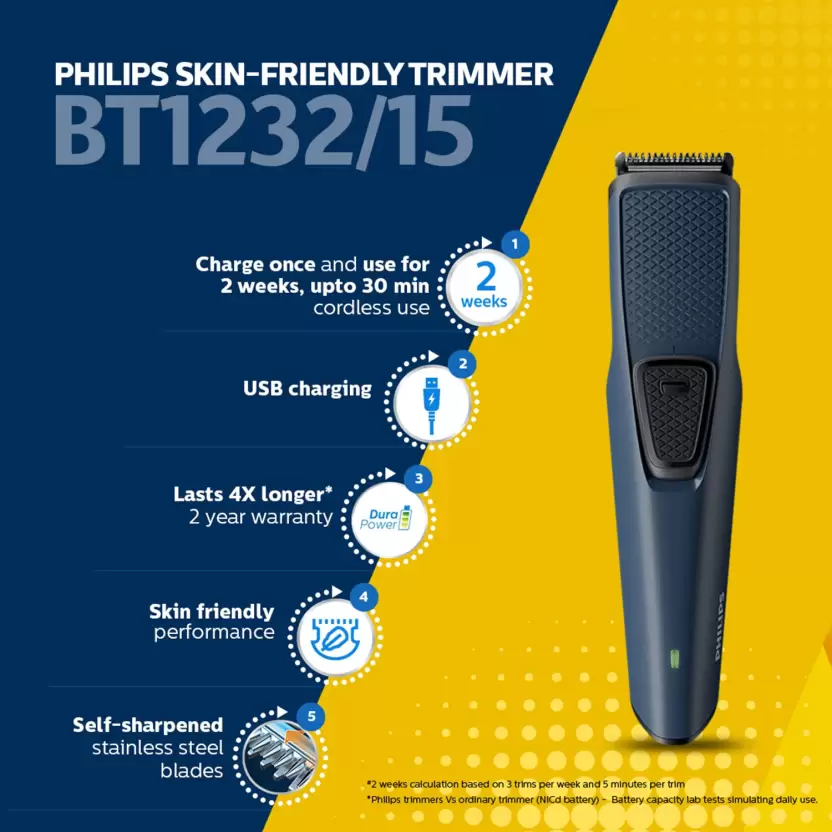 PHILIPS SKIN-FRIENDLY TRIMMER
BT1232/15
1
Charge once and use for
2 weeks, upto 30 min
cordless use
2
weeks
2
USB charging
3
Lasts 4X longer*
2 year warranty
Dura
Power
4
Skin friendly
performance
5
Self-sharpened
stainless steel
blades
PHILIPS
#2 weeks calculation based on 3 trims per week and 5 minutes per trim
*Philips trimmers Vs ordinary trimmer (NiCd battery) - Battery capacity lab tests simulating daily use.